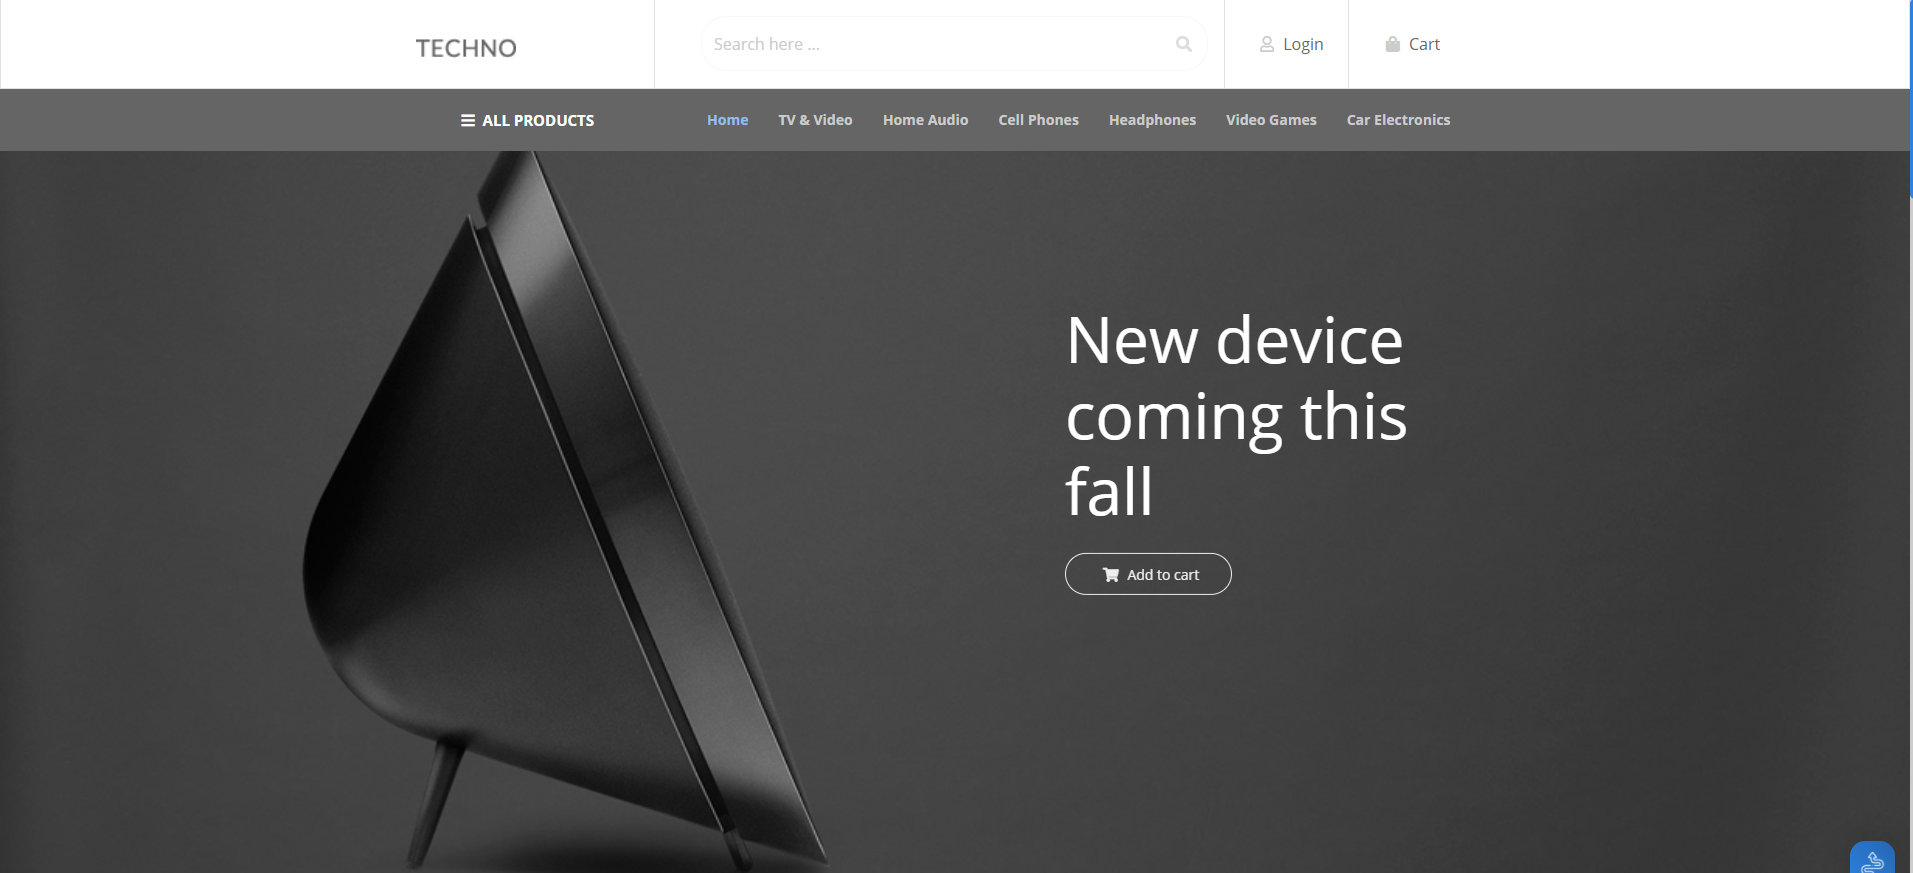 TECHNO
Search here ...
Login
Cart
ALL PRODUCTS
Home
TV & Video
Home Audio
Cell Phones
Headphones
Video Games
Car Electronics
New device
coming this
fall
Add to cart